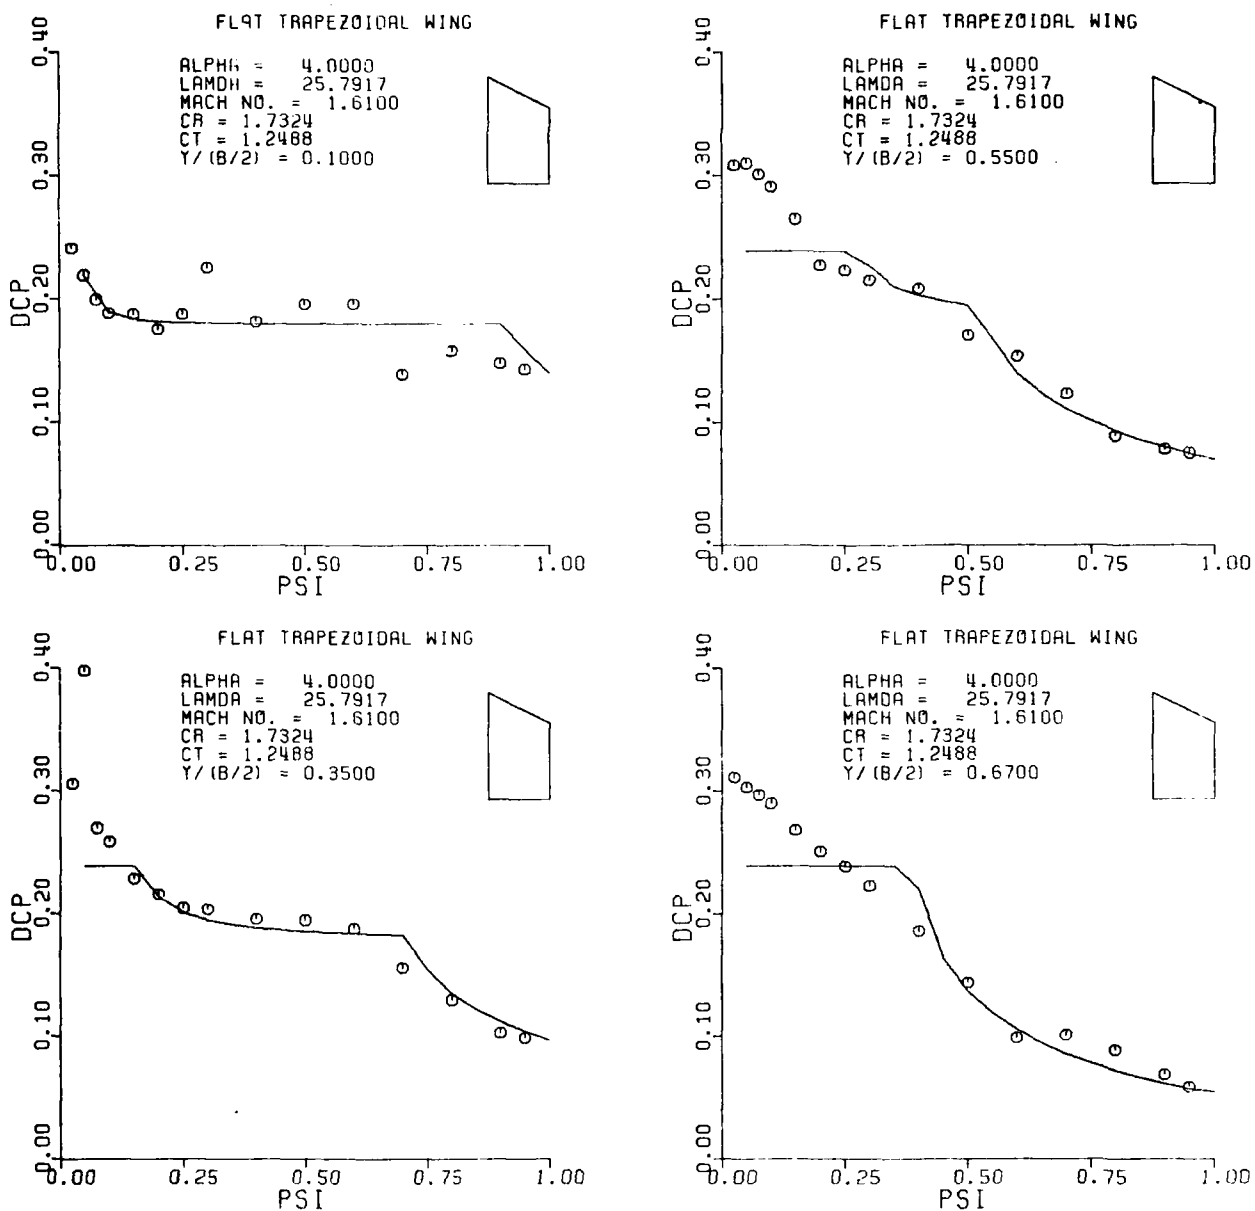 FLAT TRAPEZOIDAL WING
ALPHA = 4.0000
LAMDA = 25.7917
MACH NO. = 1.6100
CR = 1.7324
CT = 1.2488
Y/(B/2) = 0.1000
DCP
0.40
0.30
0.20
0.10
0.00
0.00 0.25 0.50 0.75 1.00
PSI
FLAT TRAPEZOIDAL WING
ALPHA = 4.0000
LAMDA = 25.7917
MACH NO. = 1.6100
CR = 1.7324
CT = 1.2488
Y/(B/2) = 0.5500
DCP
0.40
0.30
0.20
0.10
0.00
0.00 0.25 0.50 0.75 1.00
PSI
FLAT TRAPEZOIDAL WING
ALPHA = 4.0000
LAMDA = 25.7917
MACH NO. = 1.6100
CR = 1.7324
CT = 1.2488
Y/(B/2) = 0.3500
DCP
0.40
0.30
0.20
0.10
0.00
0.00 0.25 0.50 0.75 1.00
PSI
FLAT TRAPEZOIDAL WING
ALPHA = 4.0000
LAMDA = 25.7917
MACH NO. = 1.6100
CR = 1.7324
CT = 1.2488
Y/(B/2) = 0.6700
DCP
0.40
0.30
0.20
0.10
0.00
0.00 0.25 0.50 0.75 1.00
PSI